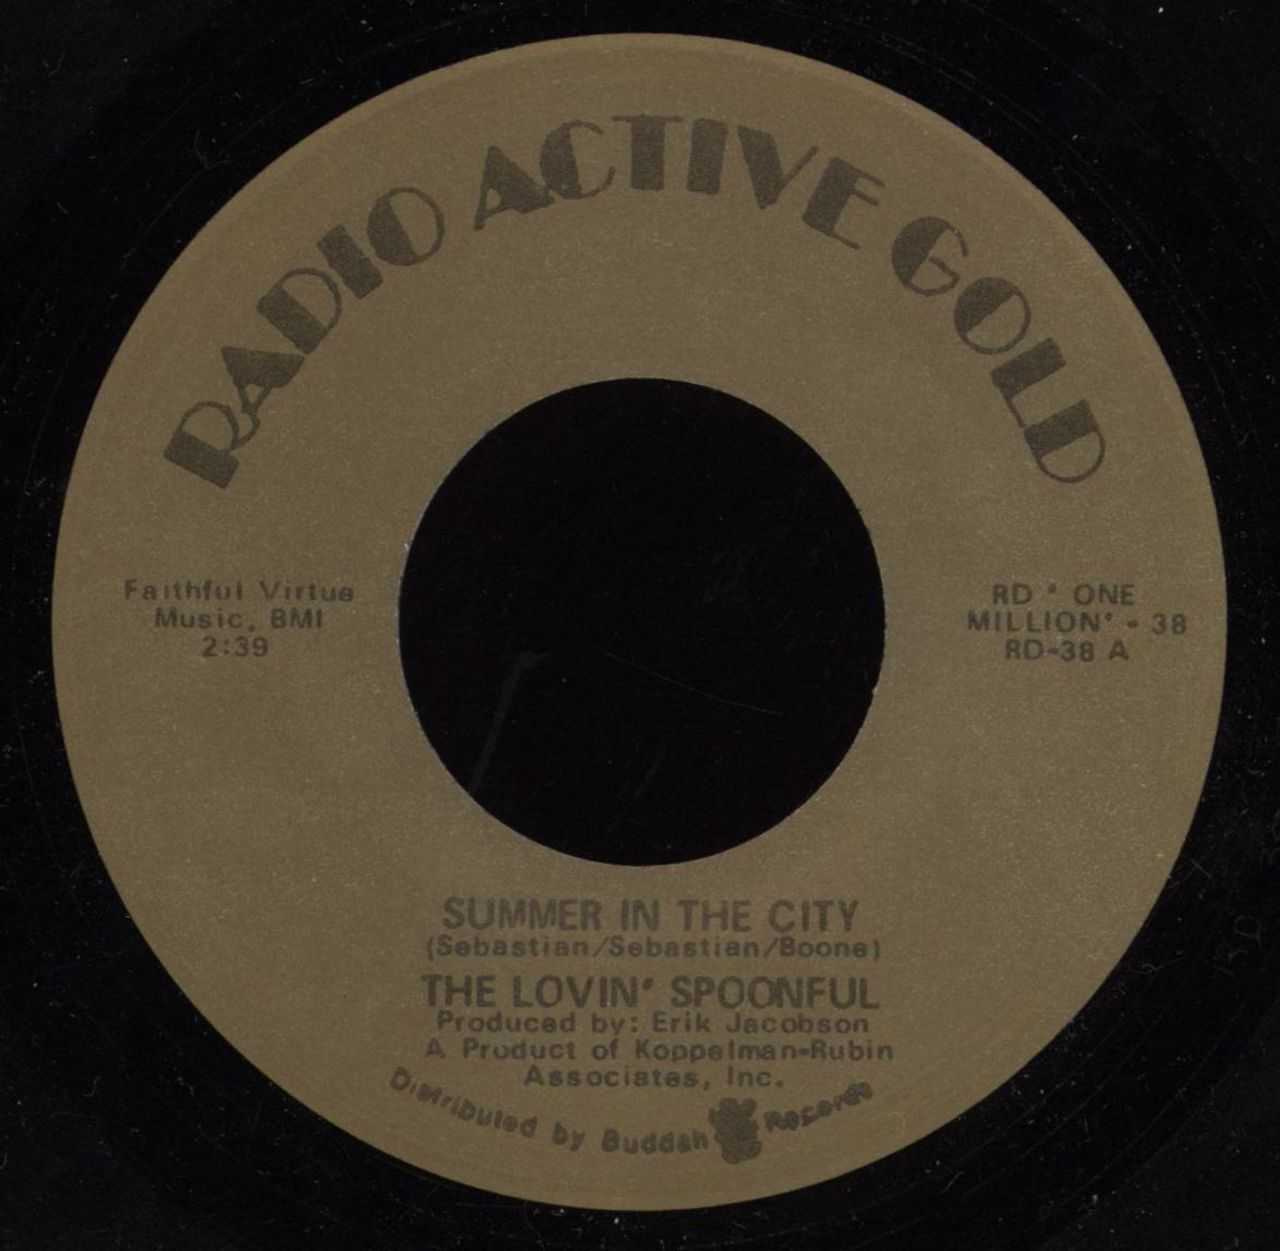 RADIO ACTIVE GOLD
Faithful Virtue
Music, BMI
2:39
RD ' ONE
MILLION' - 38
RD-38 A
SUMMER IN THE CITY
(Sebastian/Sebastian/Boone)
THE LOVIN' SPOONFUL
Produced by: Erik Jacobson
A Product of Koppelman-Rubin
Associates, Inc.
Distributed by Buddah Records